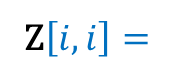 Z[i, i] =